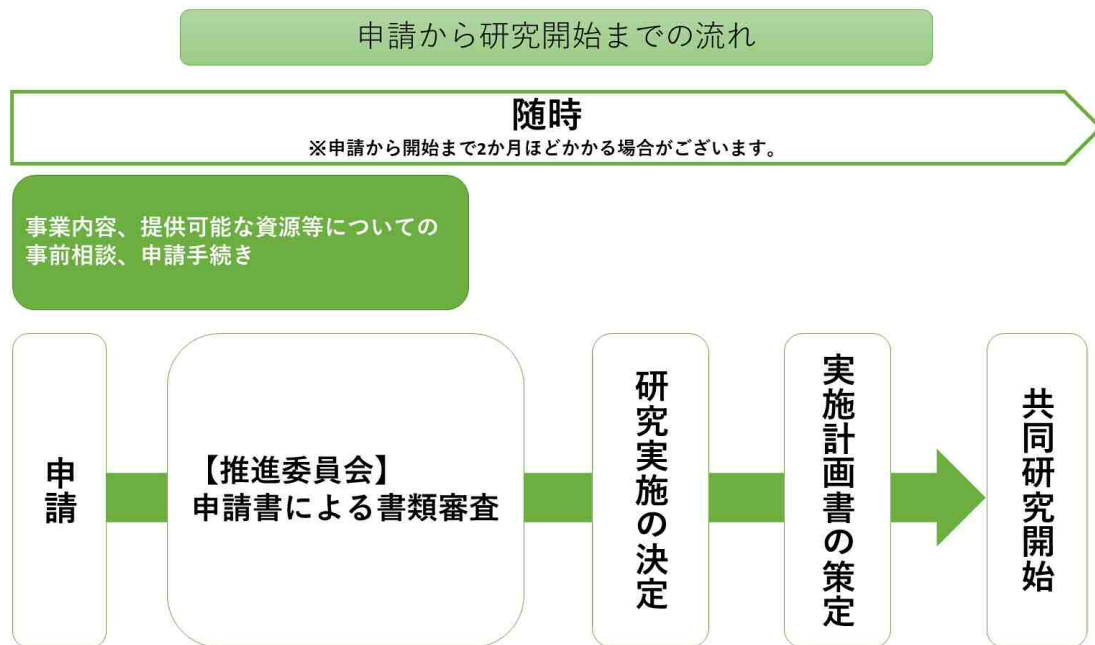 申請から研究開始までの流れ
随時
※申請から開始まで2か月ほどかかる場合がございます。
事業内容、提供可能な資源等についての
事前相談、申請手続き
申請
【推進委員会】
申請書による書類審査
研究実施の決定
実施計画書の策定
共同研究開始